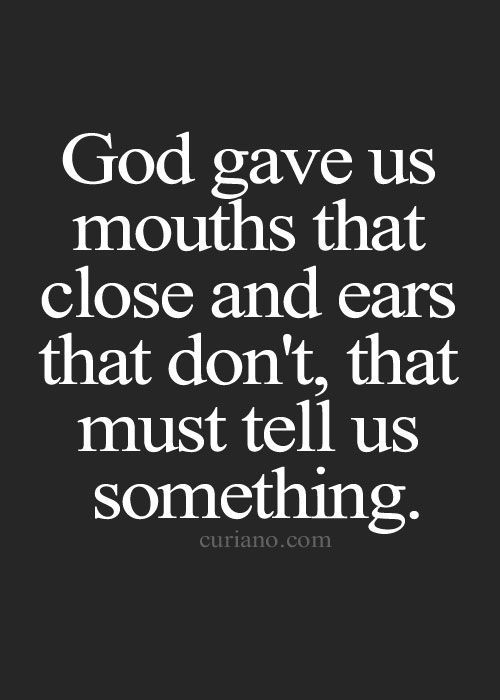 God gave us
mouths that
close and ears
that don't, that
must tell us
something.
curiano.com